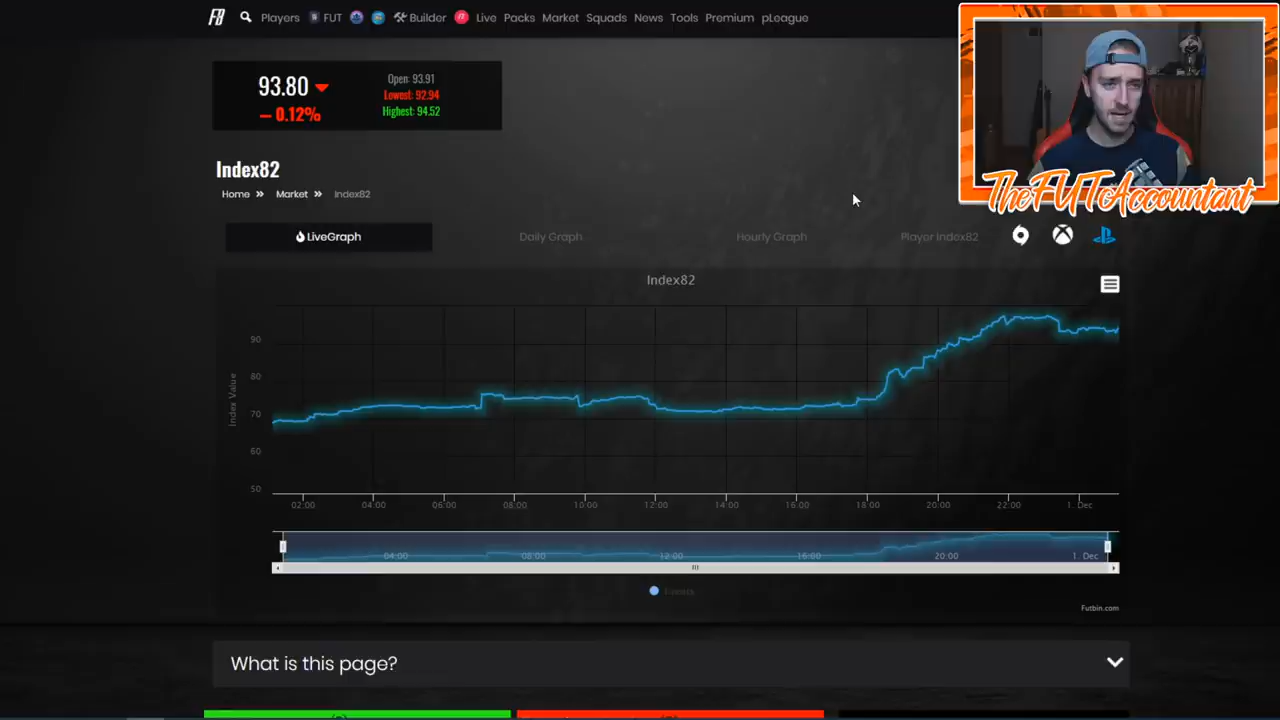 FB Players FUT Builder Live Packs Market Squads News Tools Premium pLeague
TheFUTAccountant
93.80
– 0.12%
Open: 93.91
Lowest: 92.94
Highest: 94.52
Index82
Home » Market » Index82
LiveGraph Daily Graph Hourly Graph Player Index82
Index82
Index Value
90
80
70
60
50
02:00 04:00 06:00 08:00 10:00 12:00 14:00 16:00 18:00 20:00 22:00 1. Dec
04:00 08:00 12:00 16:00 20:00 1. Dec
Futbin.com
What is this page?